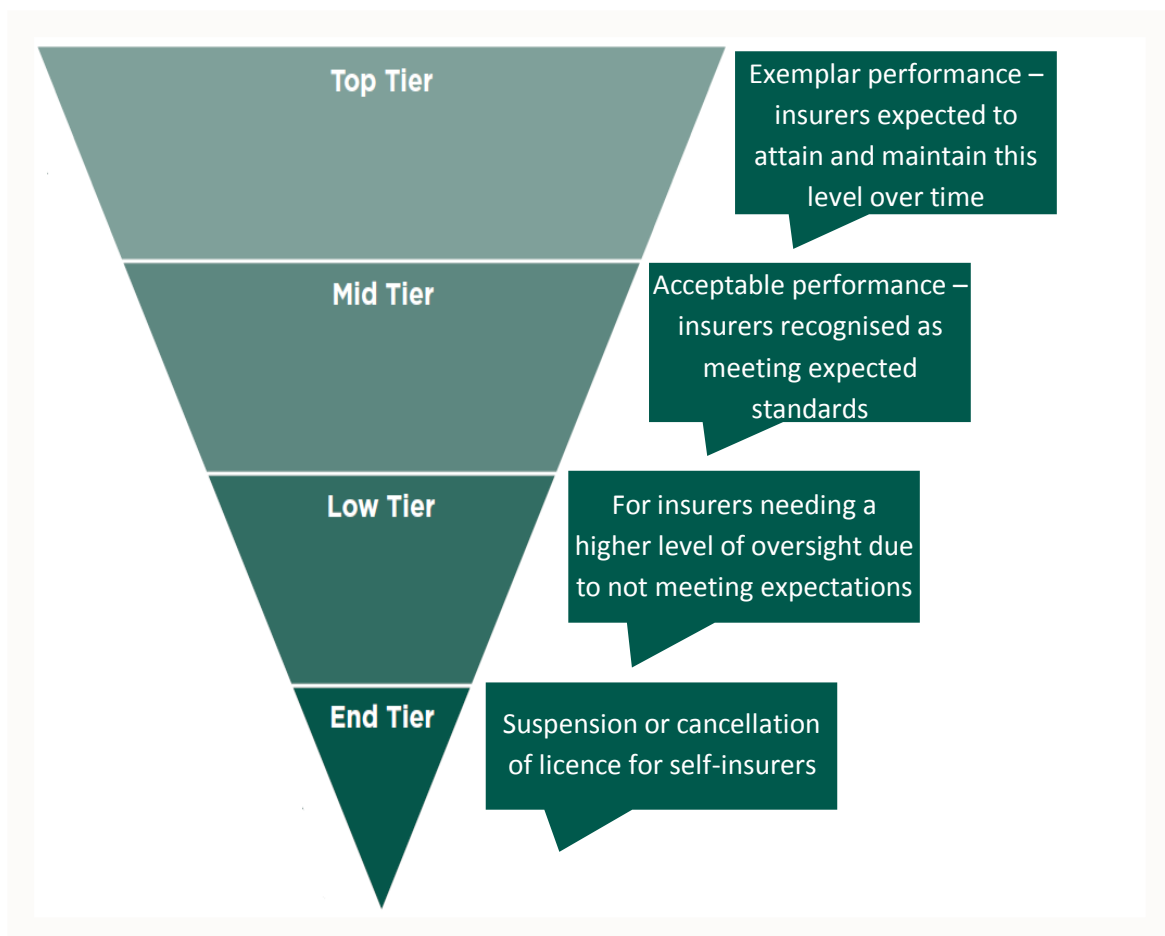 Top Tier
Exemplar performance –
insurers expected to
attain and maintain this
level over time
Mid Tier
Acceptable performance –
insurers recognised as
meeting expected
standards
Low Tier
For insurers needing a
higher level of oversight due
to not meeting expectations
End Tier
Suspension or cancellation
of licence for self-insurers